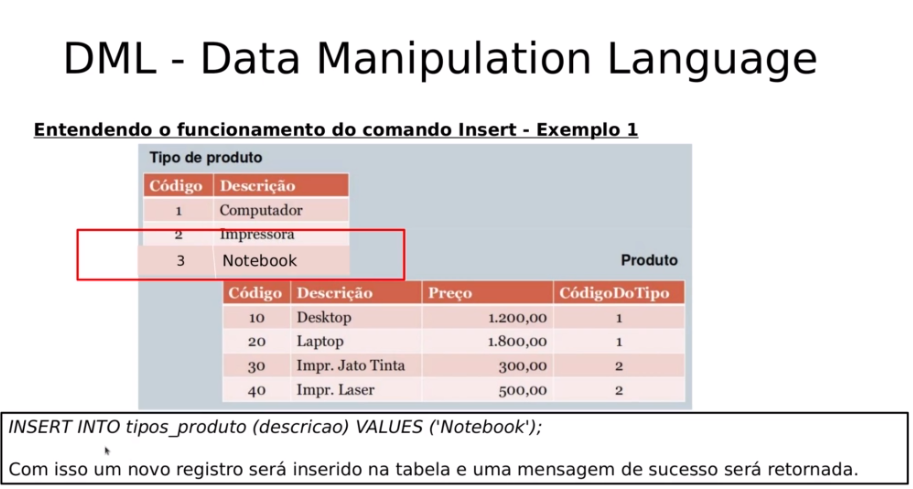 DML - Data Manipulation Language
Entendendo o funcionamento do comando Insert - Exemplo 1
Tipo de produto
Código Descrição
1 Computador
2 Impressora
3 Notebook
Produto
Código Descrição Preço CódigoDoTipo
10 Desktop 1.200,00 1
20 Laptop 1.800,00 1
30 Impr. Jato Tinta 300,00 2
40 Impr. Laser 500,00 2
INSERT INTO tipos_produto (descricao) VALUES ('Notebook');
Com isso um novo registro será inserido na tabela e uma mensagem de sucesso será retornada.